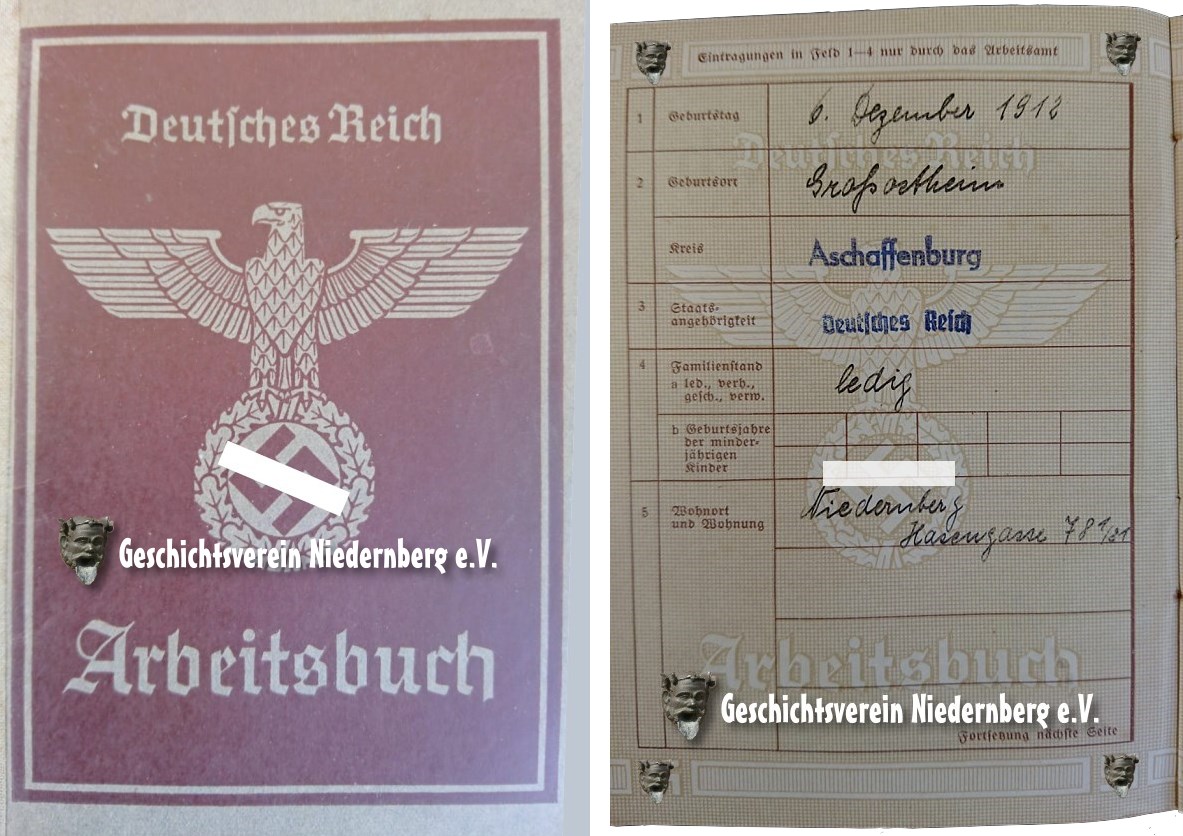 Deutsches Reich
Geschichtsverein Niedernberg e.V.
Arbeitsbuch
Eintragungen in Feld 1—4 nur durch das Arbeitsamt
1 Geburtstag 6. Dezember 1912
Deutsches Reich
2 Geburtsort Großostheim
Kreis Aschaffenburg
3 Staats-
angehörigkeit Deutsches Reich
4 Familienstand
a led., verh.,
gesch., verw. ledig
b Geburtsjahre
der minder-
jährigen
Kinder
5 Wohnort
und Wohnung Niedernberg
Hasengasse 78
Arbeitsbuch
Geschichtsverein Niedernberg e.V.
Fortsetzung nächste Seite